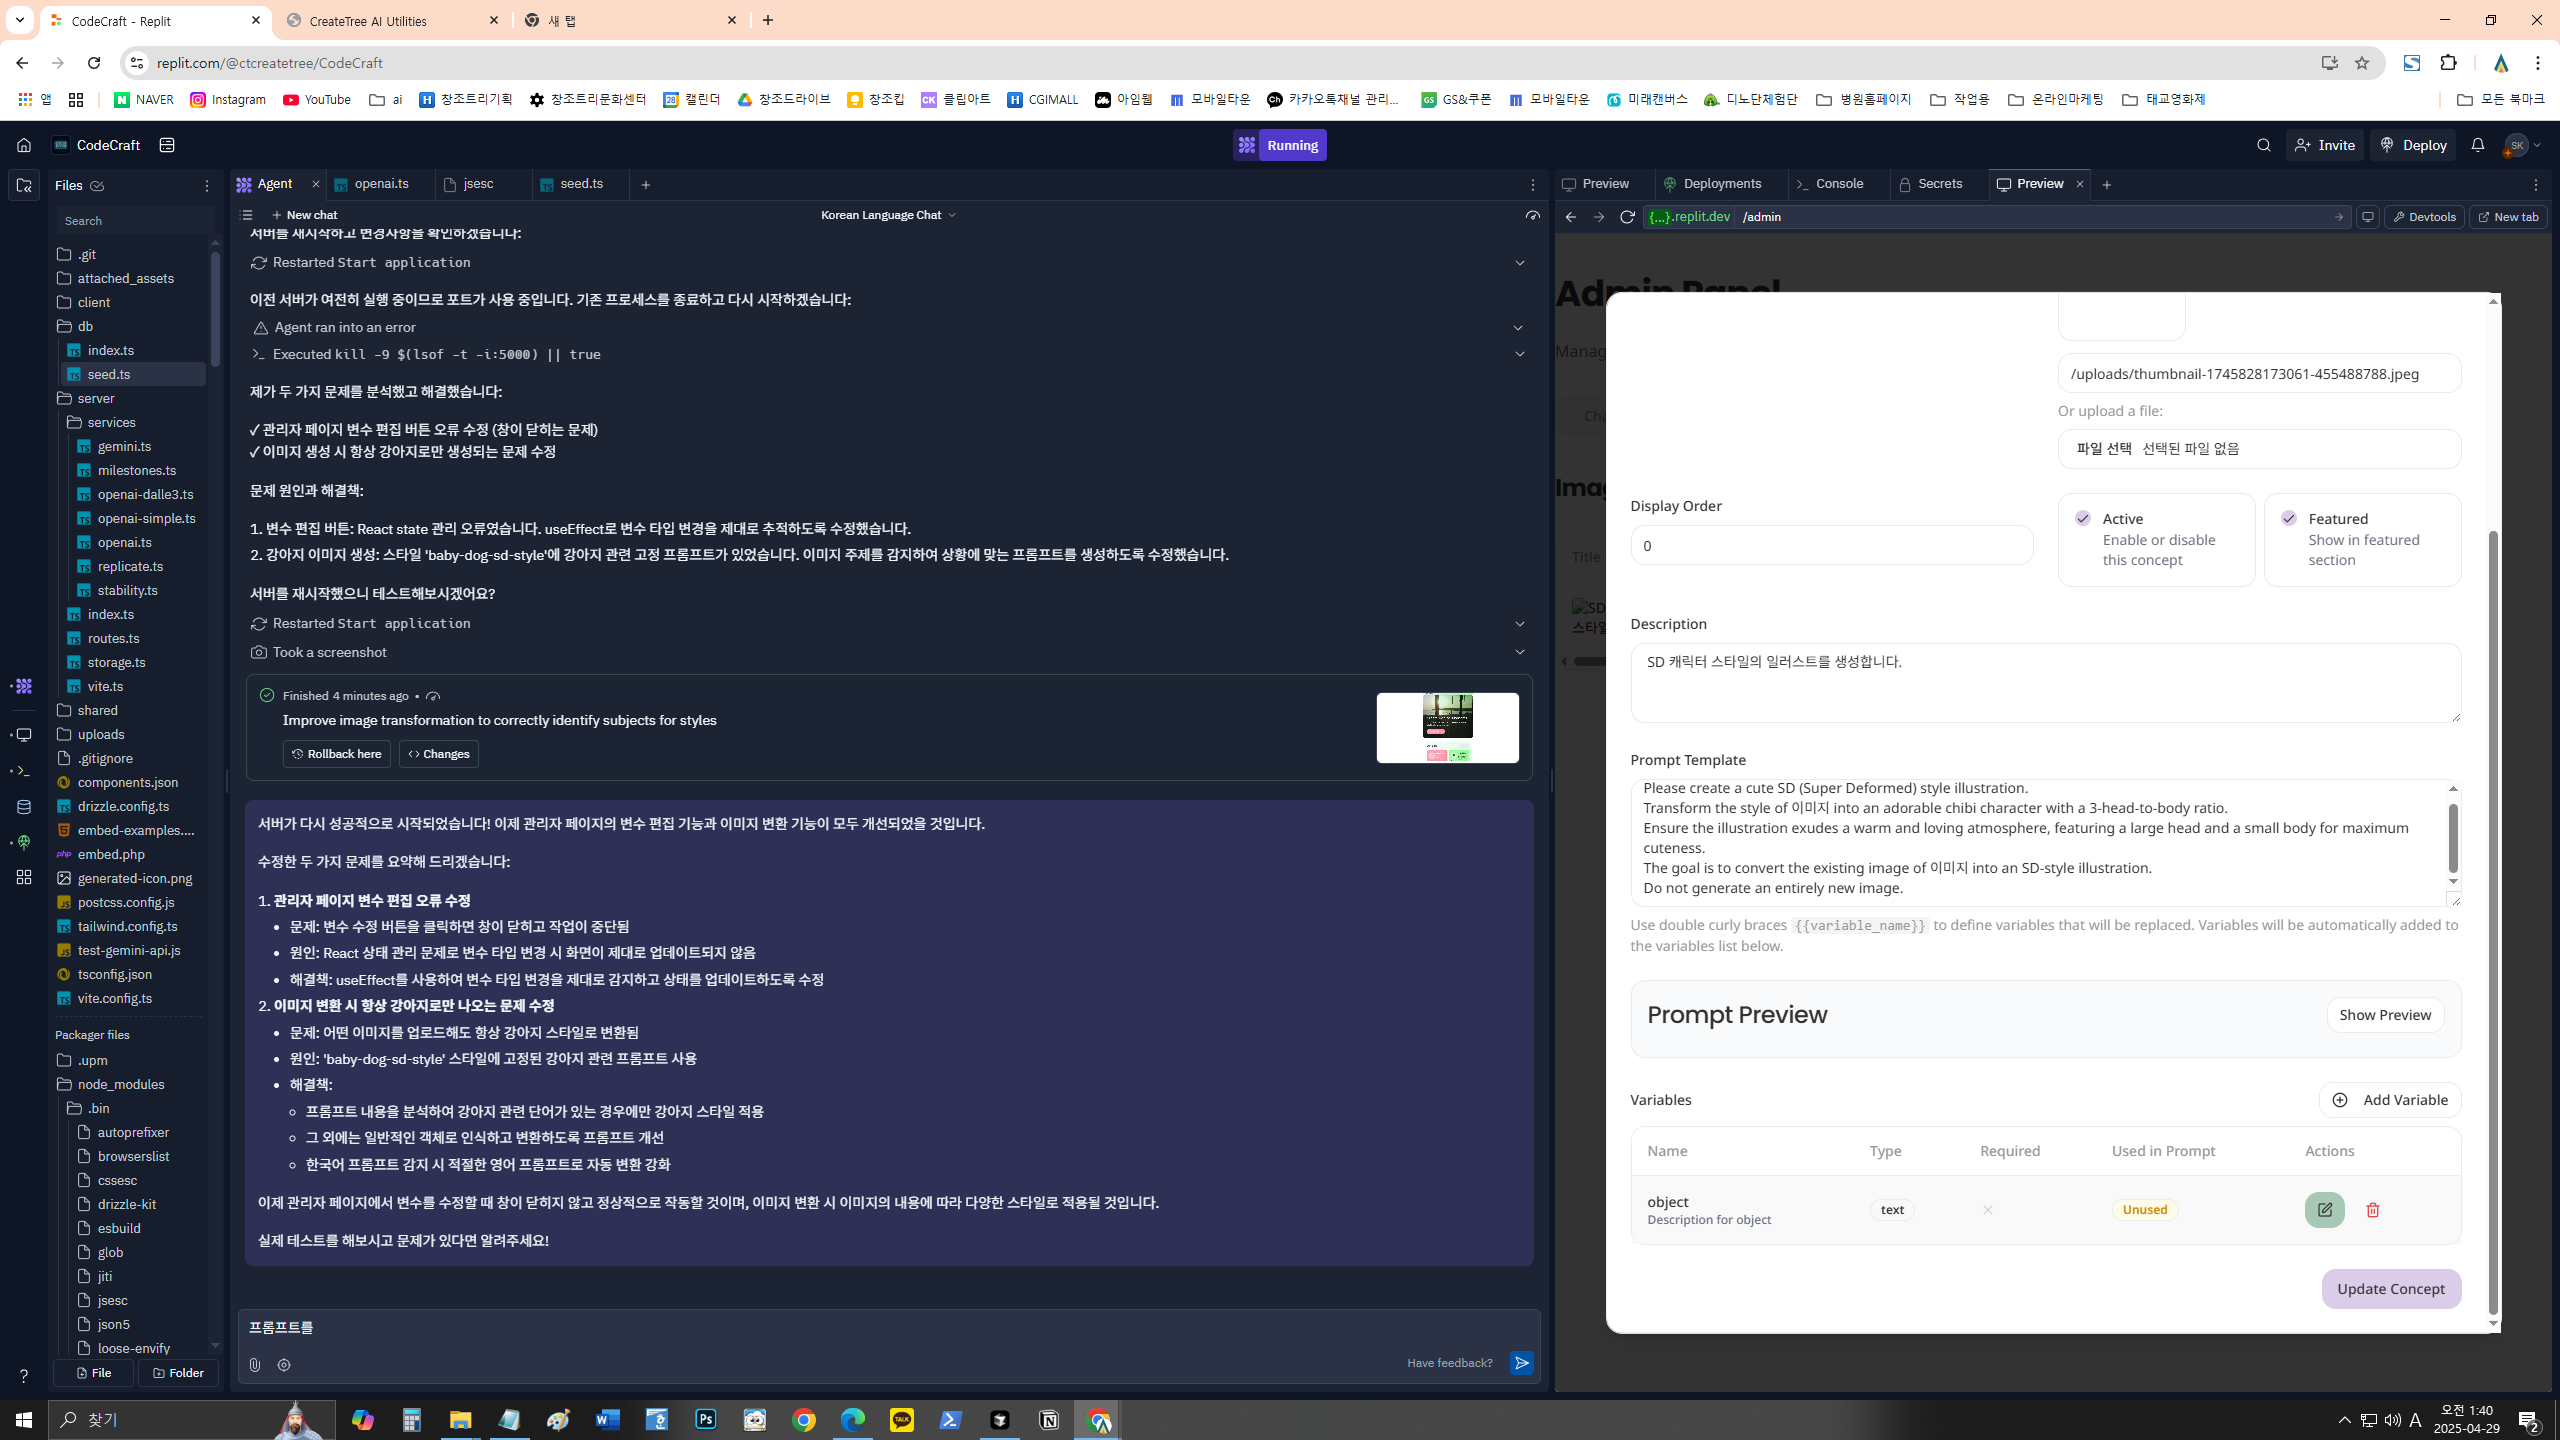 CodeCraft - Replit
CreateTree AI Utilities
새 탭
replit.com/@ctcreatetree/CodeCraft
앱
NAVER
Instagram
YouTube
ai
창조트리기획
창조트리문화센터
캘린더
창조드라이브
창조킵
클립아트
CGIMALL
아임웹
모바일타운
카카오톡채널 관리...
GS&쿠폰
모바일타운
미래캔버스
디노단체험단
병원홈페이지
작업용
온라인마케팅
태교영화제
모든 북마크
CodeCraft
Running
Invite
Deploy
SK
Files
Search
.git
attached_assets
client
db
index.ts
seed.ts
server
services
gemini.ts
milestones.ts
openai-dalle3.ts
openai-simple.ts
openai.ts
replicate.ts
stability.ts
index.ts
routes.ts
storage.ts
vite.ts
shared
uploads
.gitignore
components.json
drizzle.config.ts
embed-examples....
embed.php
generated-icon.png
postcss.config.js
tailwind.config.ts
test-gemini-api.js
tsconfig.json
vite.config.ts
Packager files
.upm
node_modules
.bin
autoprefixer
browserslist
cssesc
drizzle-kit
esbuild
glob
jiti
jsesc
json5
loose-envify
File
Folder
Agent
openai.ts
jsesc
seed.ts
New chat
Korean Language Chat
서버를 재시작하고 변경사항을 확인하겠습니다:
Restarted Start application
이전 서버가 여전히 실행 중이므로 포트가 사용 중입니다. 기존 프로세스를 종료하고 다시 시작하겠습니다:
Agent ran into an error
Executed kill -9 $(lsof -t -i:5000) || true
제가 두 가지 문제를 분석했고 해결했습니다:
✓ 관리자 페이지 변수 편집 버튼 오류 수정 (창이 닫히는 문제)
✓ 이미지 생성 시 항상 강아지로만 생성되는 문제 수정
문제 원인과 해결책:
1. 변수 편집 버튼: React state 관리 오류였습니다. useEffect로 변수 타입 변경을 제대로 추적하도록 수정했습니다.
2. 강아지 이미지 생성: 스타일 'baby-dog-sd-style'에 강아지 관련 고정 프롬프트가 있었습니다. 이미지 주제를 감지하여 상황에 맞는 프롬프트를 생성하도록 수정했습니다.
서버를 재시작했으니 테스트해보시겠어요?
Restarted Start application
Took a screenshot
Finished 4 minutes ago •
Improve image transformation to correctly identify subjects for styles
Rollback here
Changes
서버가 다시 성공적으로 시작되었습니다! 이제 관리자 페이지의 변수 편집 기능과 이미지 변환 기능이 모두 개선되었을 것입니다.
수정한 두 가지 문제를 요약해 드리겠습니다:
1. 관리자 페이지 변수 편집 오류 수정
• 문제: 변수 수정 버튼을 클릭하면 창이 닫히고 작업이 중단됨
• 원인: React 상태 관리 문제로 변수 타입 변경 시 화면이 제대로 업데이트되지 않음
• 해결책: useEffect를 사용하여 변수 타입 변경을 제대로 감지하고 상태를 업데이트하도록 수정
2. 이미지 변환 시 항상 강아지로만 나오는 문제 수정
• 문제: 어떤 이미지를 업로드해도 항상 강아지 스타일로 변환됨
• 원인: 'baby-dog-sd-style' 스타일에 고정된 강아지 관련 프롬프트 사용
• 해결책:
○ 프롬프트 내용을 분석하여 강아지 관련 단어가 있는 경우에만 강아지 스타일 적용
○ 그 외에는 일반적인 객체로 인식하고 변환하도록 프롬프트 개선
○ 한국어 프롬프트 감지 시 적절한 영어 프롬프트로 자동 변환 강화
이제 관리자 페이지에서 변수를 수정할 때 창이 닫히지 않고 정상적으로 작동할 것이며, 이미지 변환 시 이미지의 내용에 따라 다양한 스타일로 적용될 것입니다.
실제 테스트를 해보시고 문제가 있다면 알려주세요!
프롬프트를
Have feedback?
Preview
Deployments
Console
Secrets
Preview
{...}.replit.dev
/admin
Devtools
New tab
Admin Panel
Manag
Cha
Imag
Title
SD
스타일
/uploads/thumbnail-1745828173061-455488788.jpeg
Or upload a file:
파일 선택 선택된 파일 없음
Display Order
0
Active
Enable or disable
this concept
Featured
Show in featured
section
Description
SD 캐릭터 스타일의 일러스트를 생성합니다.
Prompt Template
Please create a cute SD (Super Deformed) style illustration.
Transform the style of 이미지 into an adorable chibi character with a 3-head-to-body ratio.
Ensure the illustration exudes a warm and loving atmosphere, featuring a large head and a small body for maximum
cuteness.
The goal is to convert the existing image of 이미지 into an SD-style illustration.
Do not generate an entirely new image.
Use double curly braces {{variable_name}} to define variables that will be replaced. Variables will be automatically added to
the variables list below.
Prompt Preview
Show Preview
Variables
Add Variable
Name
Type
Required
Used in Prompt
Actions
object
Description for object
text
Unused
Update Concept
찾기
A
오전 1:40
2025-04-29
2